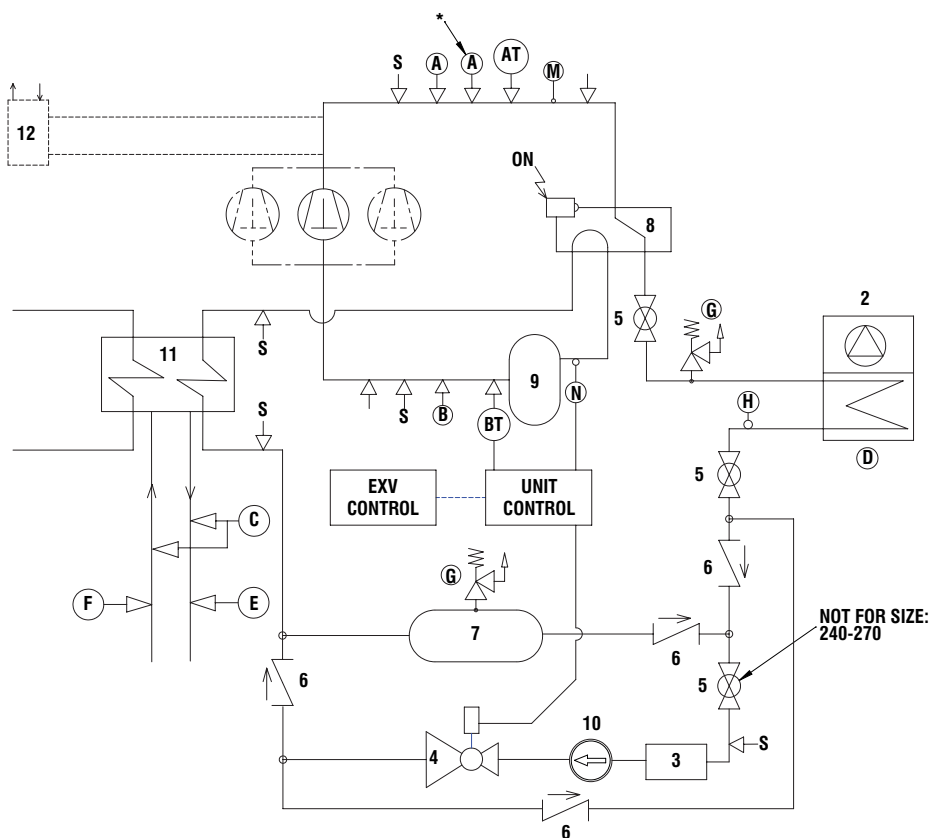 *
S
A
A
AT
M
12
ON
8
2
5
G
11
S
9
N
H
S
B
BT
D
S
5
EXV
CONTROL
UNIT
CONTROL
C
6
G
F
E
7
NOT FOR SIZE:
240-270
6
6
5
10
S
4
3
6